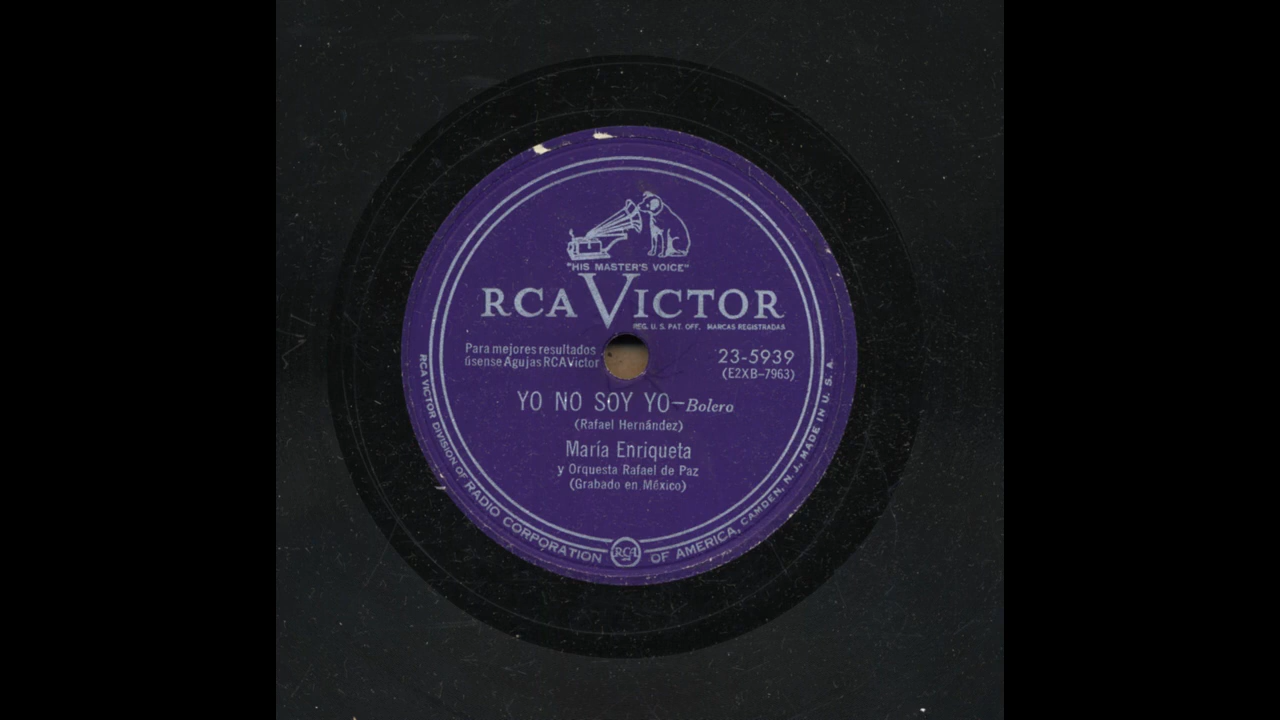 "HIS MASTER'S VOICE"
RCA VICTOR
REG. U. S. PAT. OFF. MARCAS REGISTRADAS
Para mejores resultados
úsense Agujas RCA Victor
23-5939
(E2XB-7963)
YO NO SOY YO-Bolero
(Rafael Hernández)
María Enriqueta
y Orquesta Rafael de Paz
(Grabado en México)
RCA VICTOR DIVISION OF RADIO CORPORATION RCA OF AMERICA, CAMDEN, N. J., MADE IN U. S. A.